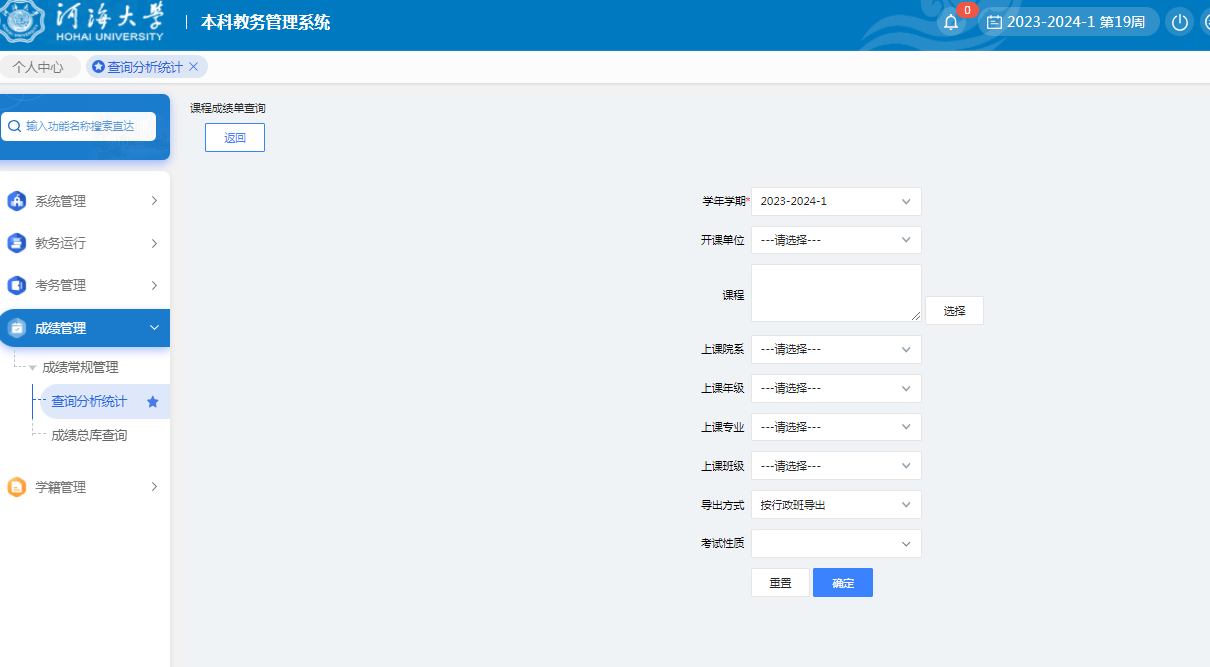 河海大学
HOHAI UNIVERSITY
本科教务管理系统
0
2023-2024-1 第19周
个人中心
查询分析统计
输入功能名称搜索直达
系统管理
教务运行
考务管理
成绩管理
成绩常规管理
查询分析统计
成绩总库查询
学籍管理
课程成绩单查询
返回
学年学期* 2023-2024-1
开课单位 ---请选择---
课程
选择
上课院系 ---请选择---
上课年级 ---请选择---
上课专业 ---请选择---
上课班级 ---请选择---
导出方式 按行政班导出
考试性质
重置 确定